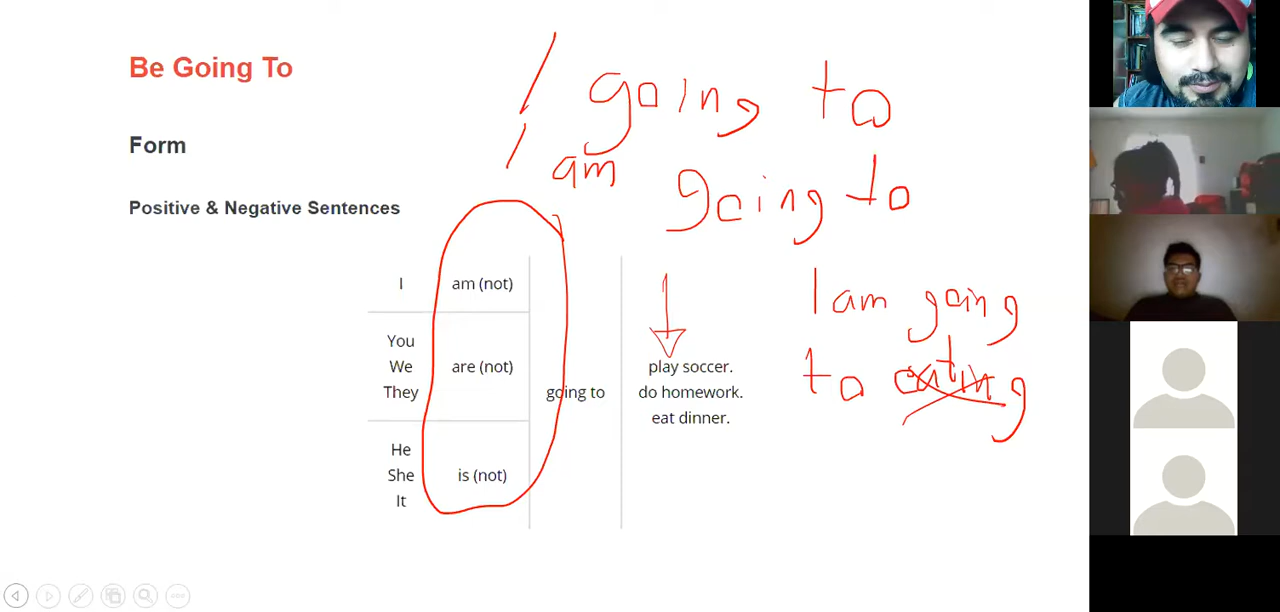 Be Going To
I going to
Form
I am going to
Positive & Negative Sentences
I am (not)
You
We are (not)
They
He
She is (not)
It
going to
play soccer.
do homework.
eat dinner.
I am going
to eating